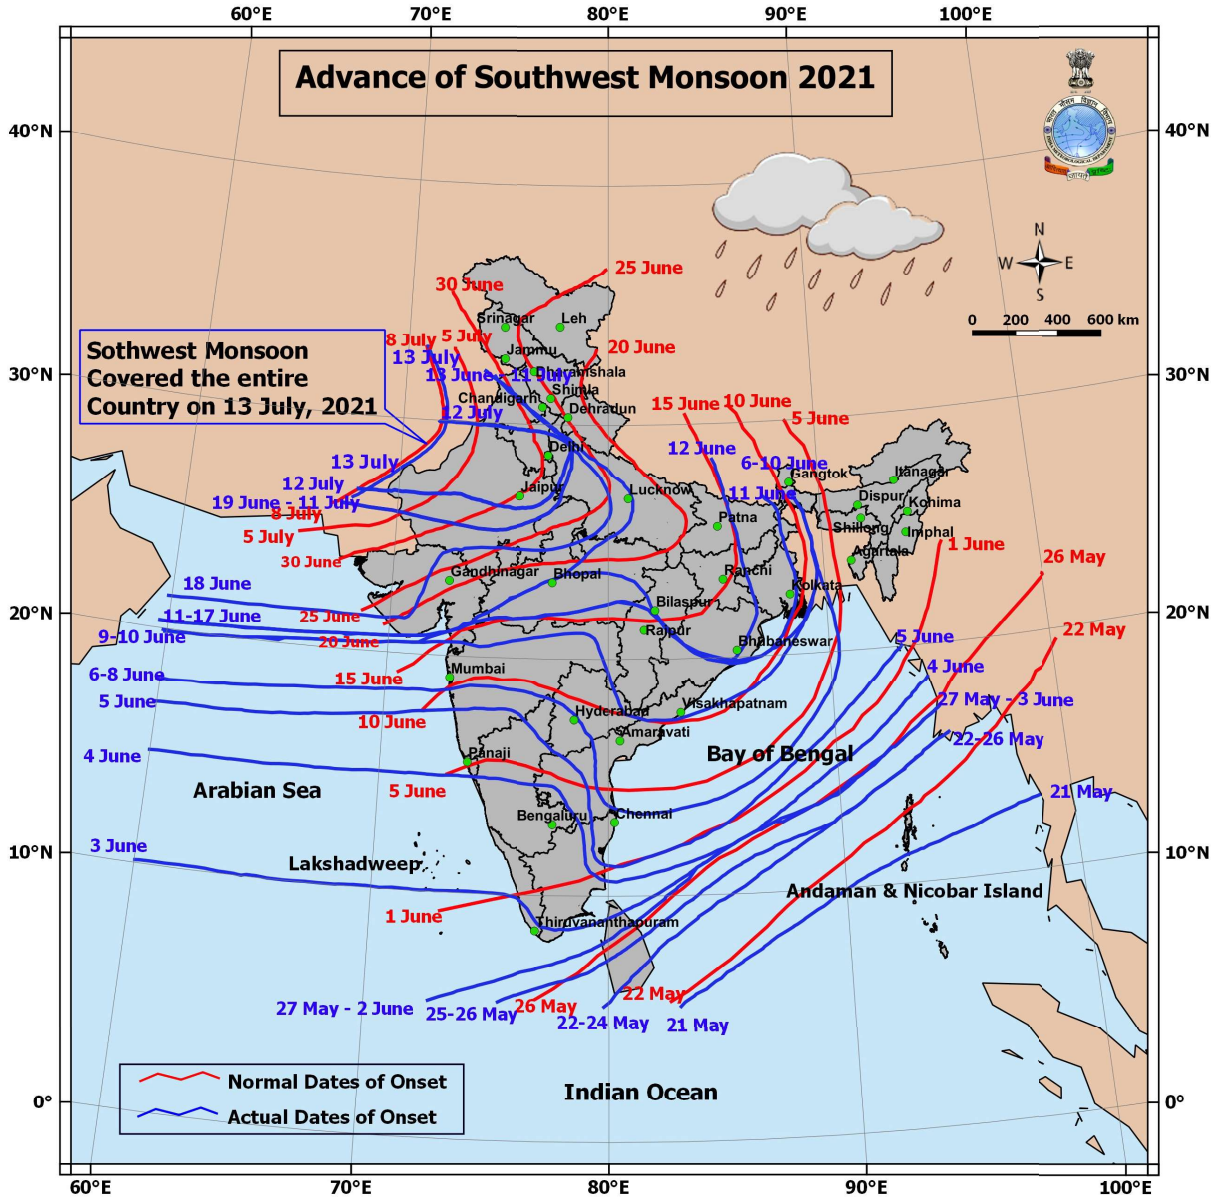 60°E 70°E 80°E 90°E 100°E
Advance of Southwest Monsoon 2021
40°N 40°N
N
W E
S
25 June
30 June
0 200 400 600 km
Srinagar Leh
8 July 5 July
20 June
Sothwest Monsoon
Covered the entire
Country on 13 July, 2021
13 July
Jammu
30°N 30°N
13 June - 11 July
Dharamshala
Shimla
Chandigarh
Dehradun
15 June 10 June
5 June
12 July
12 June
Delhi
13 July
6-10 June
Gangtok
Itanagar
12 July
Jaipur
Lucknow
11 June
Dispur
Kohima
19 June - 11 July
8 July
Patna
Shillong
Imphal
5 July
1 June
26 May
30 June
Agartala
18 June
Gandhinagar
Bhopal
Ranchi
Kolkata
20°N 20°N
11-17 June
25 June
Bilaspur
22 May
9-10 June
20 June
Raipur
Bhubaneswar
5 June
6-8 June
15 June
Mumbai
4 June
5 June
10 June
Hyderabad
Visakhapatnam
27 May - 3 June
Amaravati
22-26 May
4 June
Panaji
Bay of Bengal
Arabian Sea
5 June
21 May
Bengaluru
Chennai
3 June
10°N 10°N
Lakshadweep
Andaman & Nicobar Island
1 June
Thiruvananthapuram
22 May
27 May - 2 June
25-26 May
26 May
22-24 May
21 May
Normal Dates of Onset
Actual Dates of Onset
Indian Ocean
0° 0°
60°E 70°E 80°E 90°E 100°E